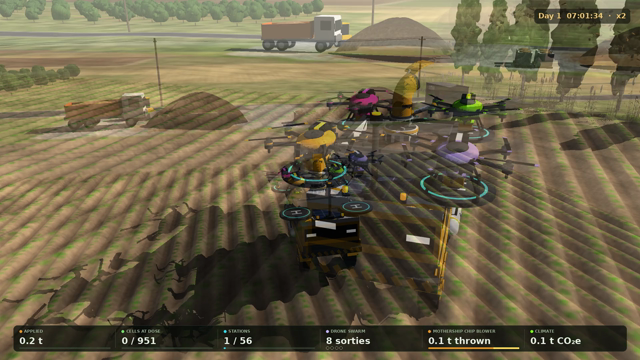 Day 1 07:01:34 · x2
APPLIED
0.2 t
CELLS AT DOSE
0 / 951
STATIONS
1 / 56
DRONE SWARM
8 sorties
MOTHERSHIP CHIP BLOWER
0.1 t thrown
CLIMATE
0.1 t CO₂e
H
H